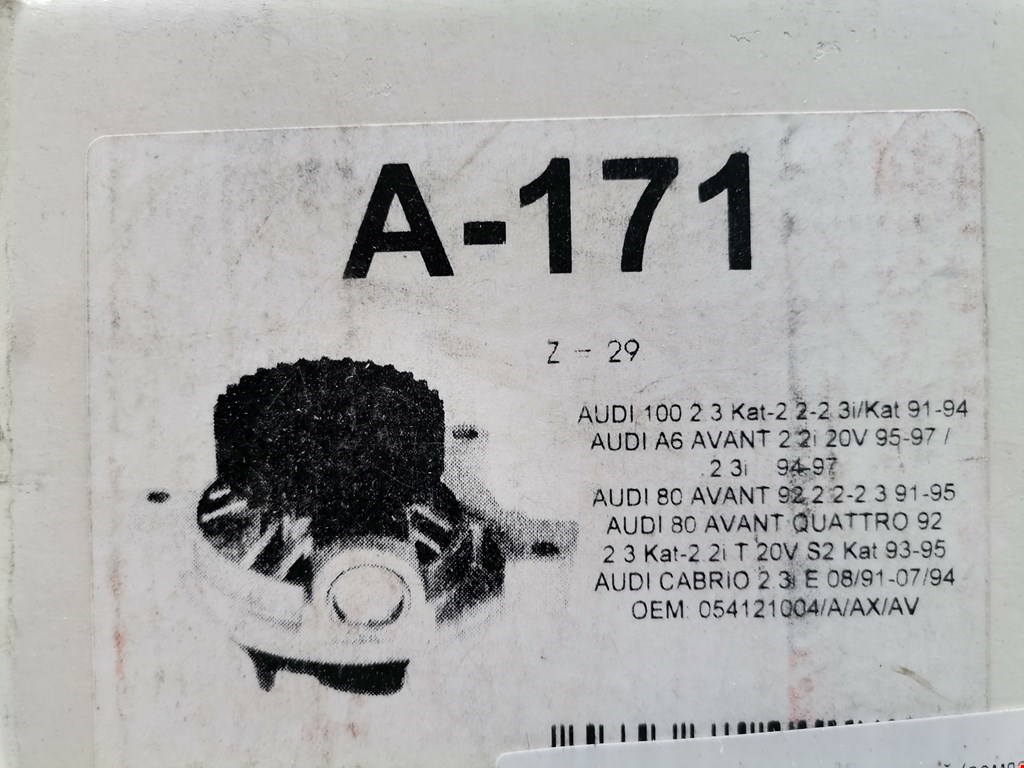 A-171
Z - 29
AUDI 100 2 3 Kat-2 2-2 3i/Kat 91-94
AUDI A6 AVANT 2 2i 20V 95-97 /
2 3i 94-97
AUDI 80 AVANT 92 2 2-2 3 91-95
AUDI 80 AVANT QUATTRO 92
2 3 Kat-2 2i T 20V S2 Kat 93-95
AUDI CABRIO 2 3i E 08/91-07/94
OEM: 054121004/A/AX/AV